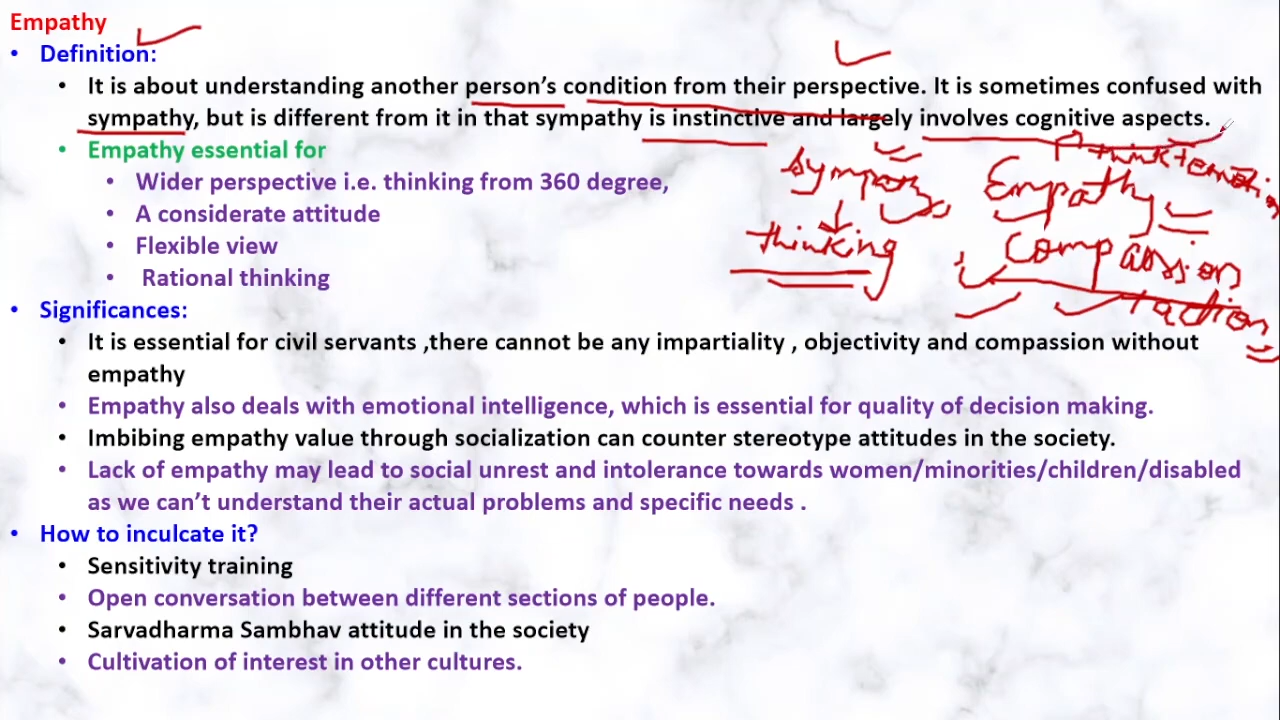 Empathy
• Definition:
• It is about understanding another person's condition from their perspective. It is sometimes confused with
sympathy, but is different from it in that sympathy is instinctive and largely involves cognitive aspects.
• Empathy essential for
• Wider perspective i.e. thinking from 360 degree,
• A considerate attitude
• Flexible view
• Rational thinking
Sympathy
thinking
think + emotion
Empathy
Compassion
+ action
• Significances:
• It is essential for civil servants ,there cannot be any impartiality , objectivity and compassion without
empathy
• Empathy also deals with emotional intelligence, which is essential for quality of decision making.
• Imbibing empathy value through socialization can counter stereotype attitudes in the society.
• Lack of empathy may lead to social unrest and intolerance towards women/minorities/children/disabled
as we can't understand their actual problems and specific needs .
• How to inculcate it?
• Sensitivity training
• Open conversation between different sections of people.
• Sarvadharma Sambhav attitude in the society
• Cultivation of interest in other cultures.